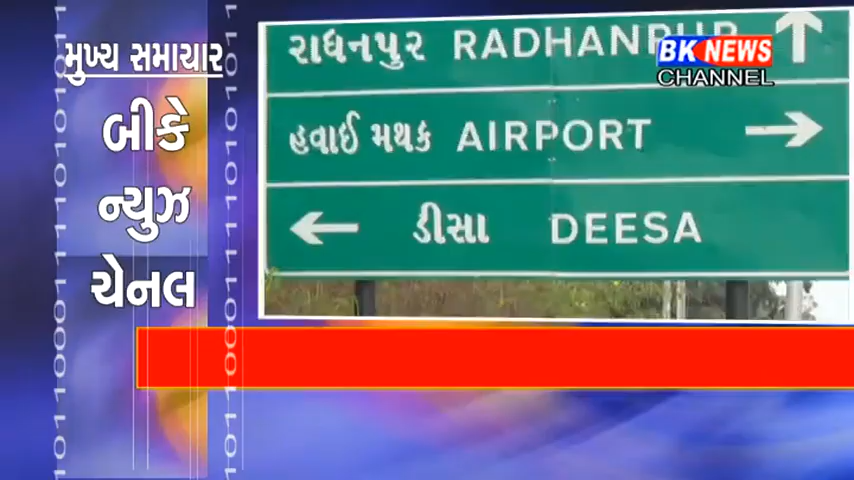 મુખ્ય સમાચાર
બીકે
ન્યુઝ
ચેનલ
રાધનપુર RADHANPUR
BK NEWS
CHANNEL
હવાઈ મથક AIRPORT
ડીસા DEESA